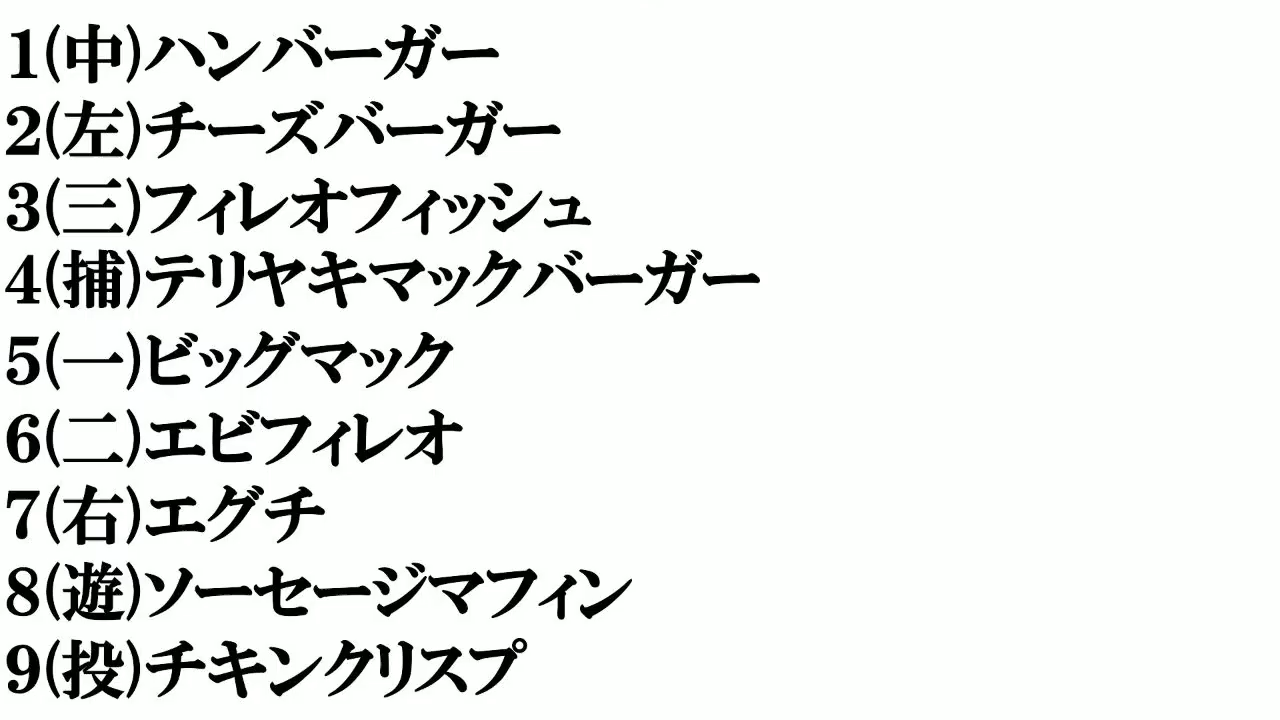 1(中)ハンバーガー
2(左)チーズバーガー
3(三)フィレオフィッシュ
4(捕)テリヤキマックバーガー
5(一)ビッグマック
6(二)エビフィレオ
7(右)エグチ
8(遊)ソーセージマフィン
9(投)チキンクリスプ